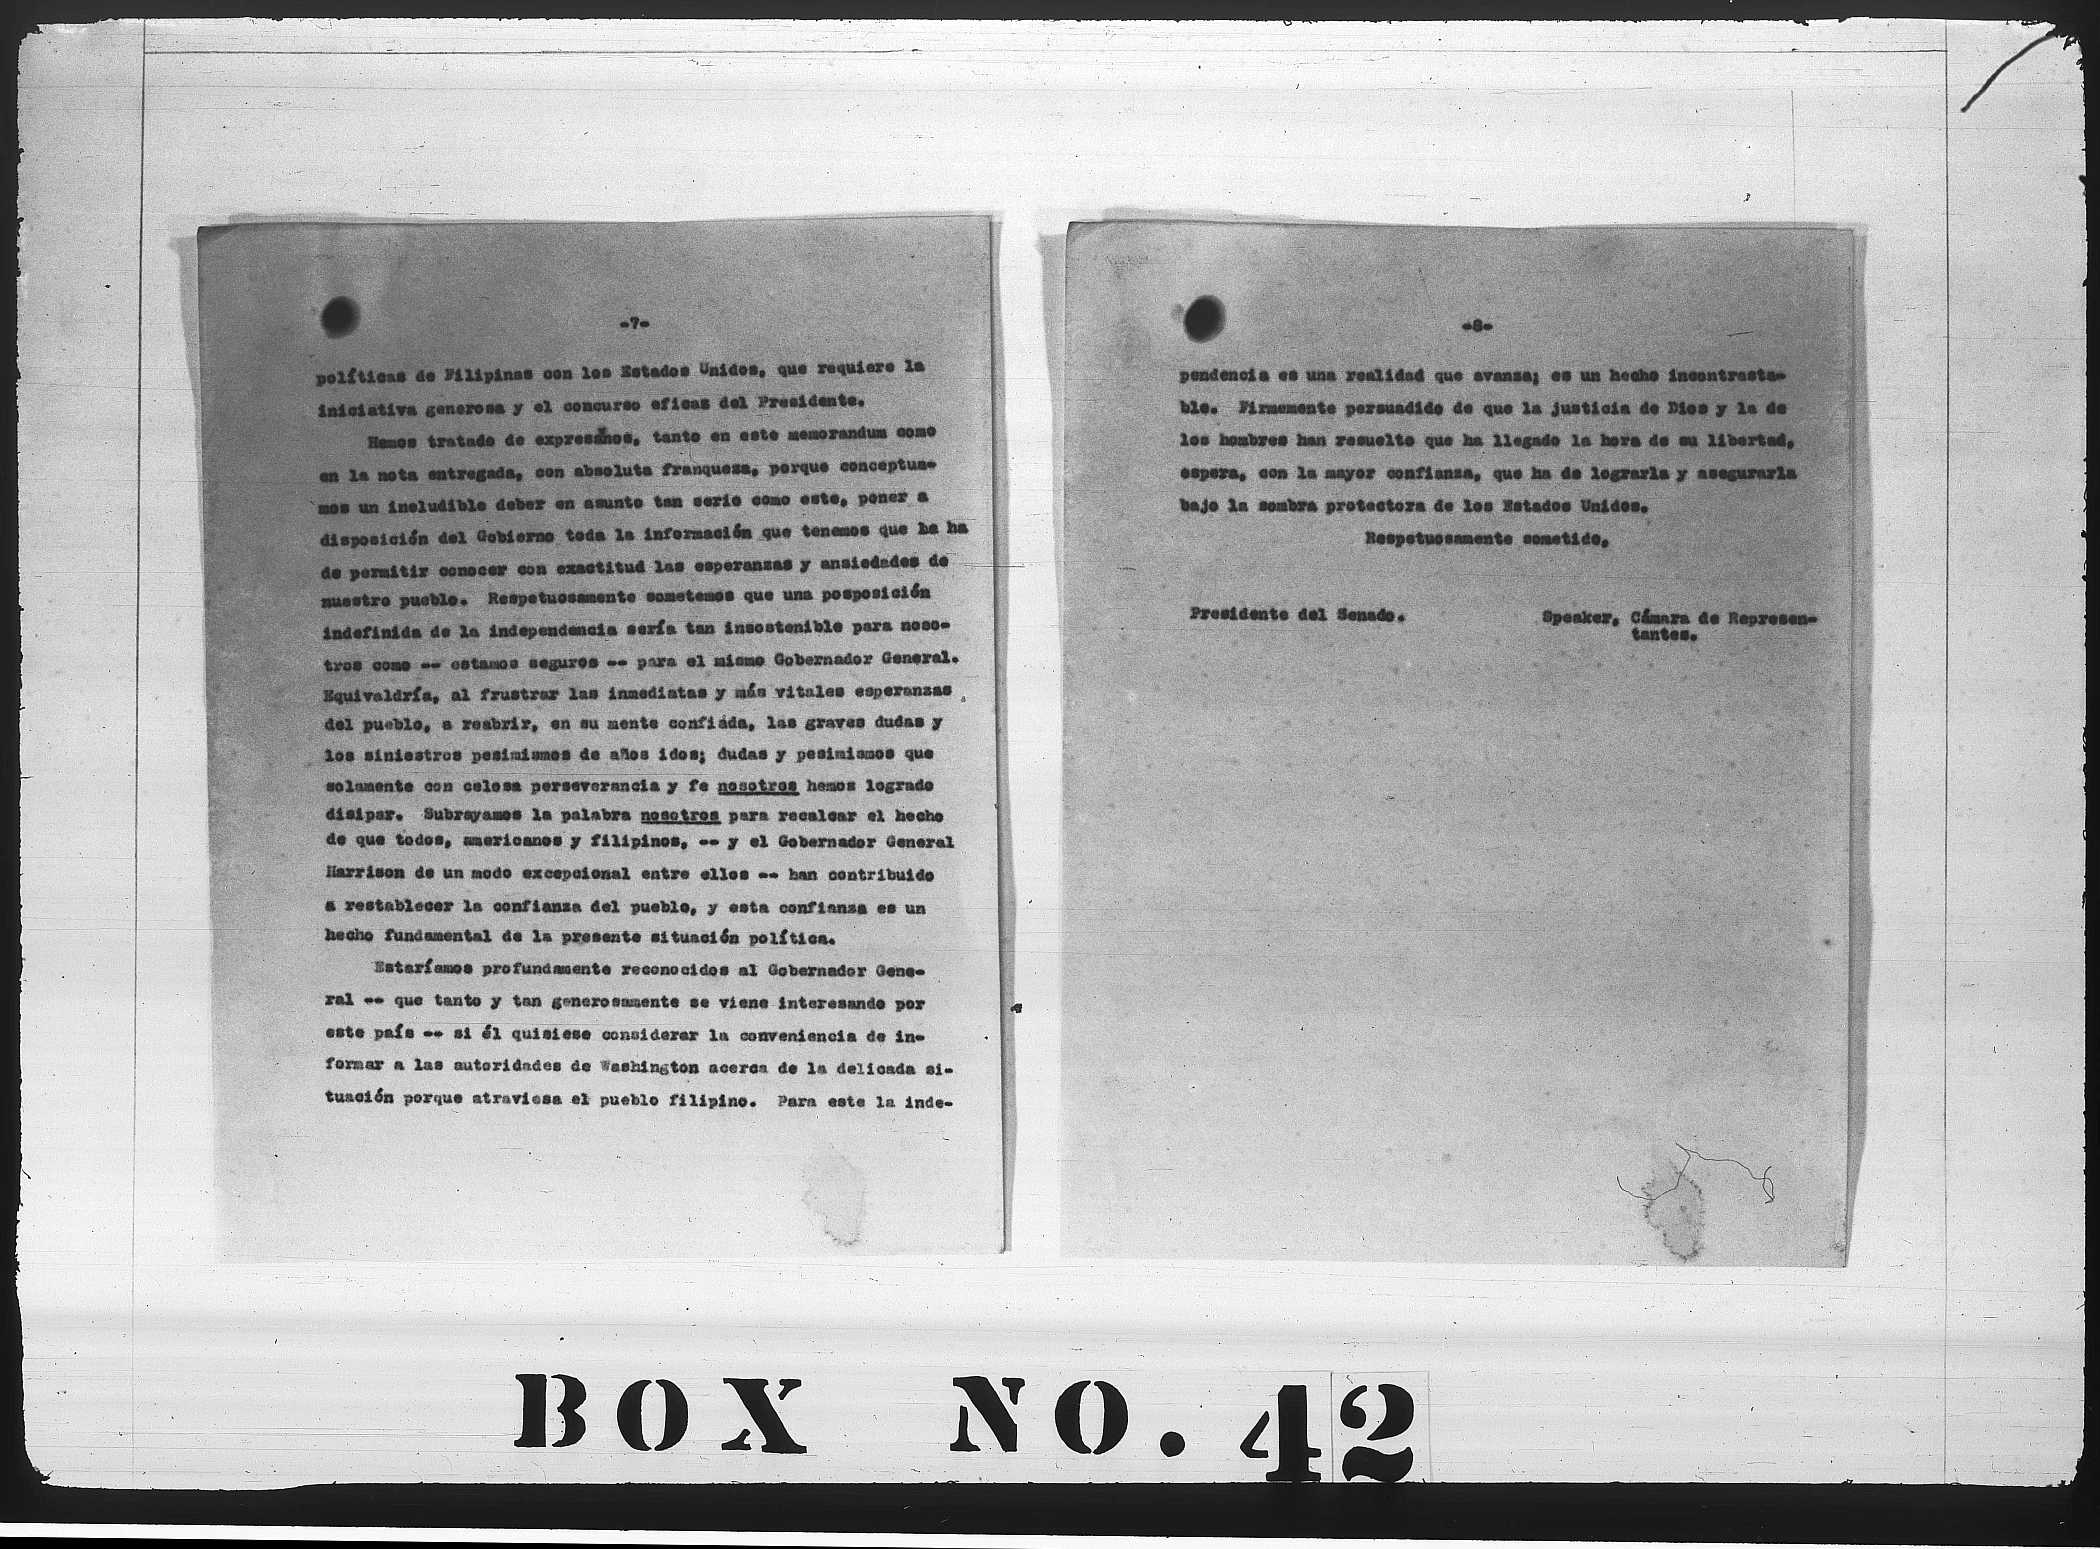 -7-
políticas de Filipinas con los Estados Unidos, que requiere la
iniciativa generosa y el concurso eficaz del Presidente.
Hemos tratado de expresarnos, tanto en este memorandum como
en la nota entregada, con absoluta franqueza, porque conceptua-
mos un ineludible deber en asunto tan serio como este, poner a
disposición del Gobierno toda la información que tenemos que ha ha
de permitir conocer con exactitud las esperanzas y ansiedades de
nuestro pueblo. Respetuosamente sometemos que una posposición
indefinida de la independencia sería tan insostenible para noso-
tros como -- estamos seguros -- para el mismo Gobernador General.
Equivaldría, al frustrar las inmediatas y más vitales esperanzas
del pueblo, a reabrir, en su mente confiada, las graves dudas y
los siniestros pesimismos de años idos; dudas y pesimismos que
solamente con celosa perseverancia y fe nosotros hemos logrado
disipar. Subrayamos la palabra nosotros para recalcar el hecho
de que todos, americanos y filipinos, -- y el Gobernador General
Harrison de un modo excepcional entre ellos -- han contribuido
a restablecer la confianza del pueblo, y esta confianza es un
hecho fundamental de la presente situación política.
Estaríamos profundamente reconocidos al Gobernador Gene-
ral -- que tanto y tan generosamente se viene interesando por
este país -- si él quisiese considerar la conveniencia de in-
formar a las autoridades de Washington acerca de la delicada si-
tuación porque atraviesa el pueblo filipino. Para este la inde-
-8-
pendencia es una realidad que avanza; es un hecho incontrasta-
ble. Firmemente persuadido de que la justicia de Dios y la de
los hombres han resuelto que ha llegado la hora de su libertad,
espera, con la mayor confianza, que ha de lograrla y asegurarla
bajo la sombra protectora de los Estados Unidos.
Respetuosamente sometido,
Presidente del Senado. Speaker, Cámara de Represen-
tantes.
BOX NO. 42